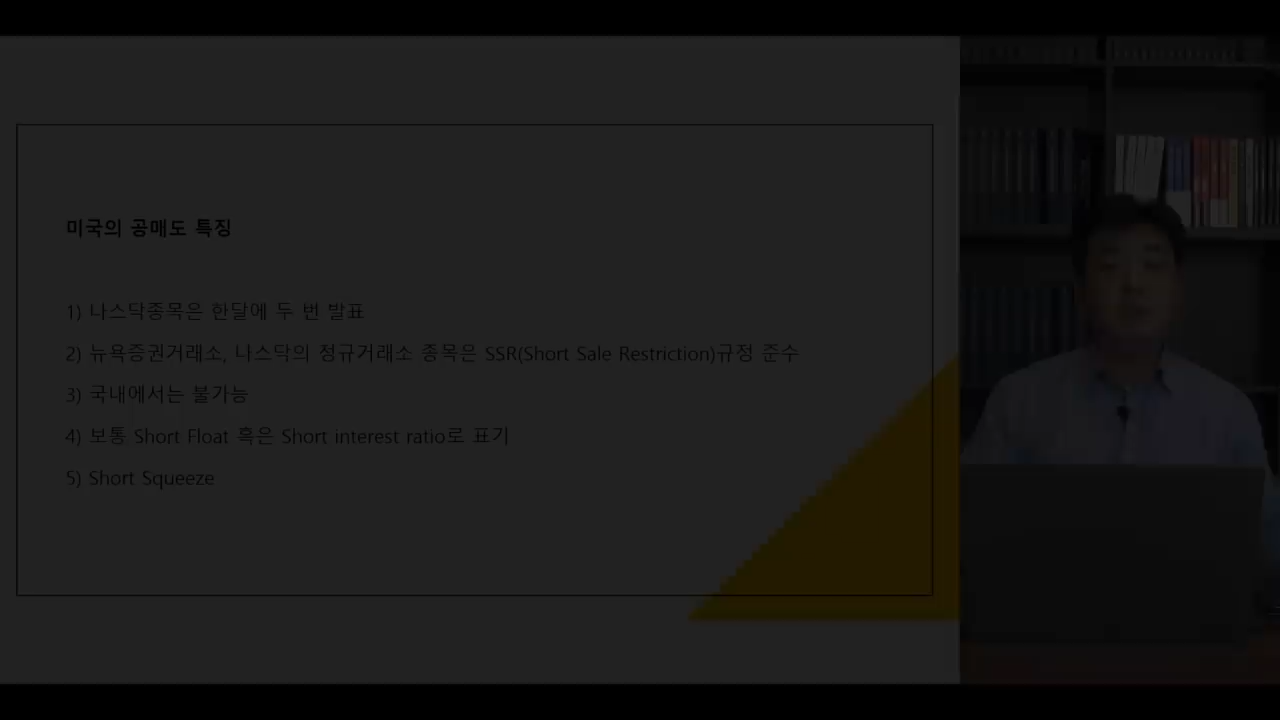 미국의 공매도 특징
1) 나스닥종목은 한달에 두 번 발표
2) 뉴욕증권거래소, 나스닥의 정규거래소 종목은 SSR(Short Sale Restriction)규정 준수
3) 국내에서는 불가능
4) 보통 Short Float 혹은 Short interest ratio로 표기
5) Short Squeeze